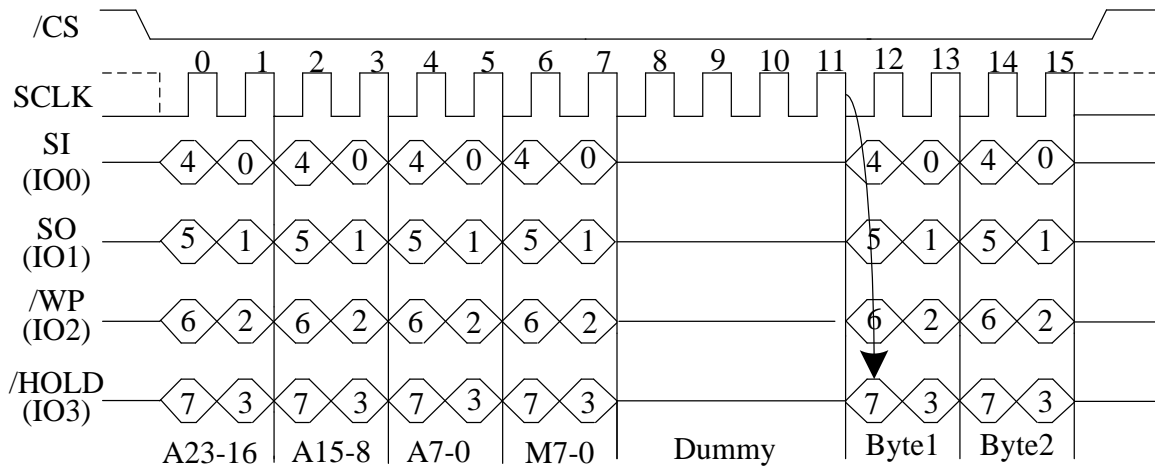 /CS
0 1 2 3 4 5 6 7 8 9 10 11 12 13 14 15
SCLK
SI
(IO0)
4 0 4 0 4 0 4 0 4 0 4 0
SO
(IO1)
5 1 5 1 5 1 5 1 5 1 5 1
/WP
(IO2)
6 2 6 2 6 2 6 2 6 2 6 2
/HOLD
(IO3)
7 3 7 3 7 3 7 3 7 3 7 3
A23-16 A15-8 A7-0 M7-0 Dummy Byte1 Byte2